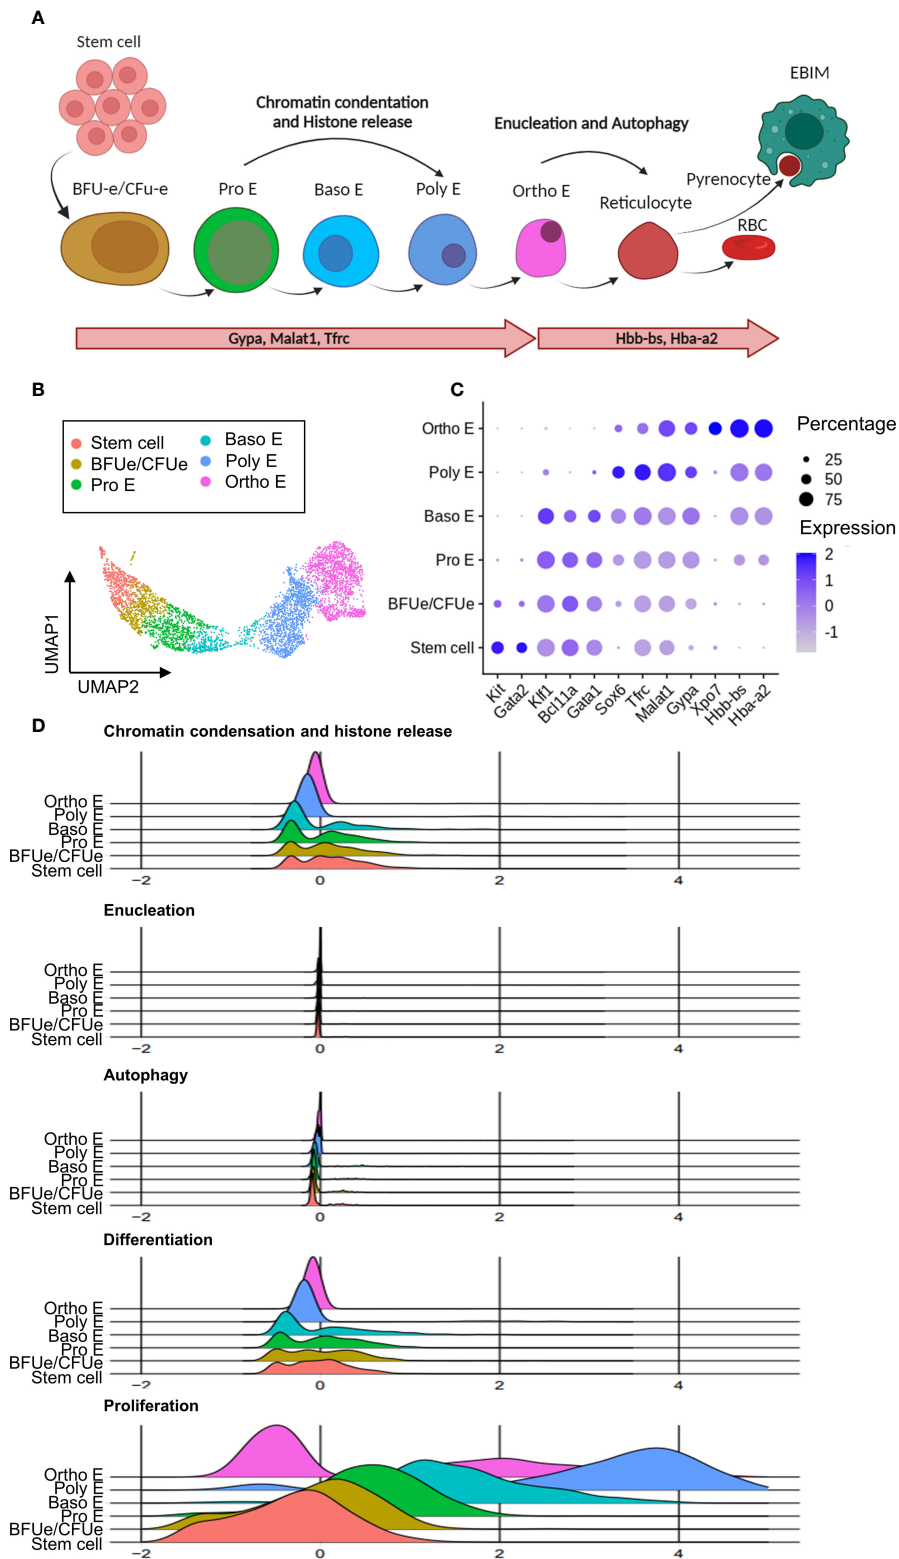 A
Stem cell
EBIM
Chromatin condentation
and Histone release
Enucleation and Autophagy
BFU-e/CFu-e
Pro E
Baso E
Poly E
Ortho E
Reticulocyte
Pyrenocyte
RBC
Gypa, Malat1, Tfrc
Hbb-bs, Hba-a2
B
Stem cell
BFUe/CFUe
Pro E
Baso E
Poly E
Ortho E
UMAP1
UMAP2
C
Ortho E
Poly E
Baso E
Pro E
BFUe/CFUe
Stem cell
Kit
Gata2
Klf1
Bcl11a
Gata1
Sox6
Tfrc
Malat1
Gypa
Xpo7
Hbb-bs
Hba-a2
Percentage
25
50
75
Expression
2
1
0
-1
D
Chromatin condensation and histone release
Ortho E
Poly E
Baso E
Pro E
BFUe/CFUe
Stem cell
−2 0 2 4
Enucleation
Ortho E
Poly E
Baso E
Pro E
BFUe/CFUe
Stem cell
−2 0 2 4
Autophagy
Ortho E
Poly E
Baso E
Pro E
BFUe/CFUe
Stem cell
−2 0 2 4
Differentiation
Ortho E
Poly E
Baso E
Pro E
BFUe/CFUe
Stem cell
−2 0 2 4
Proliferation
Ortho E
Poly E
Baso E
Pro E
BFUe/CFUe
Stem cell
−2 0 2 4